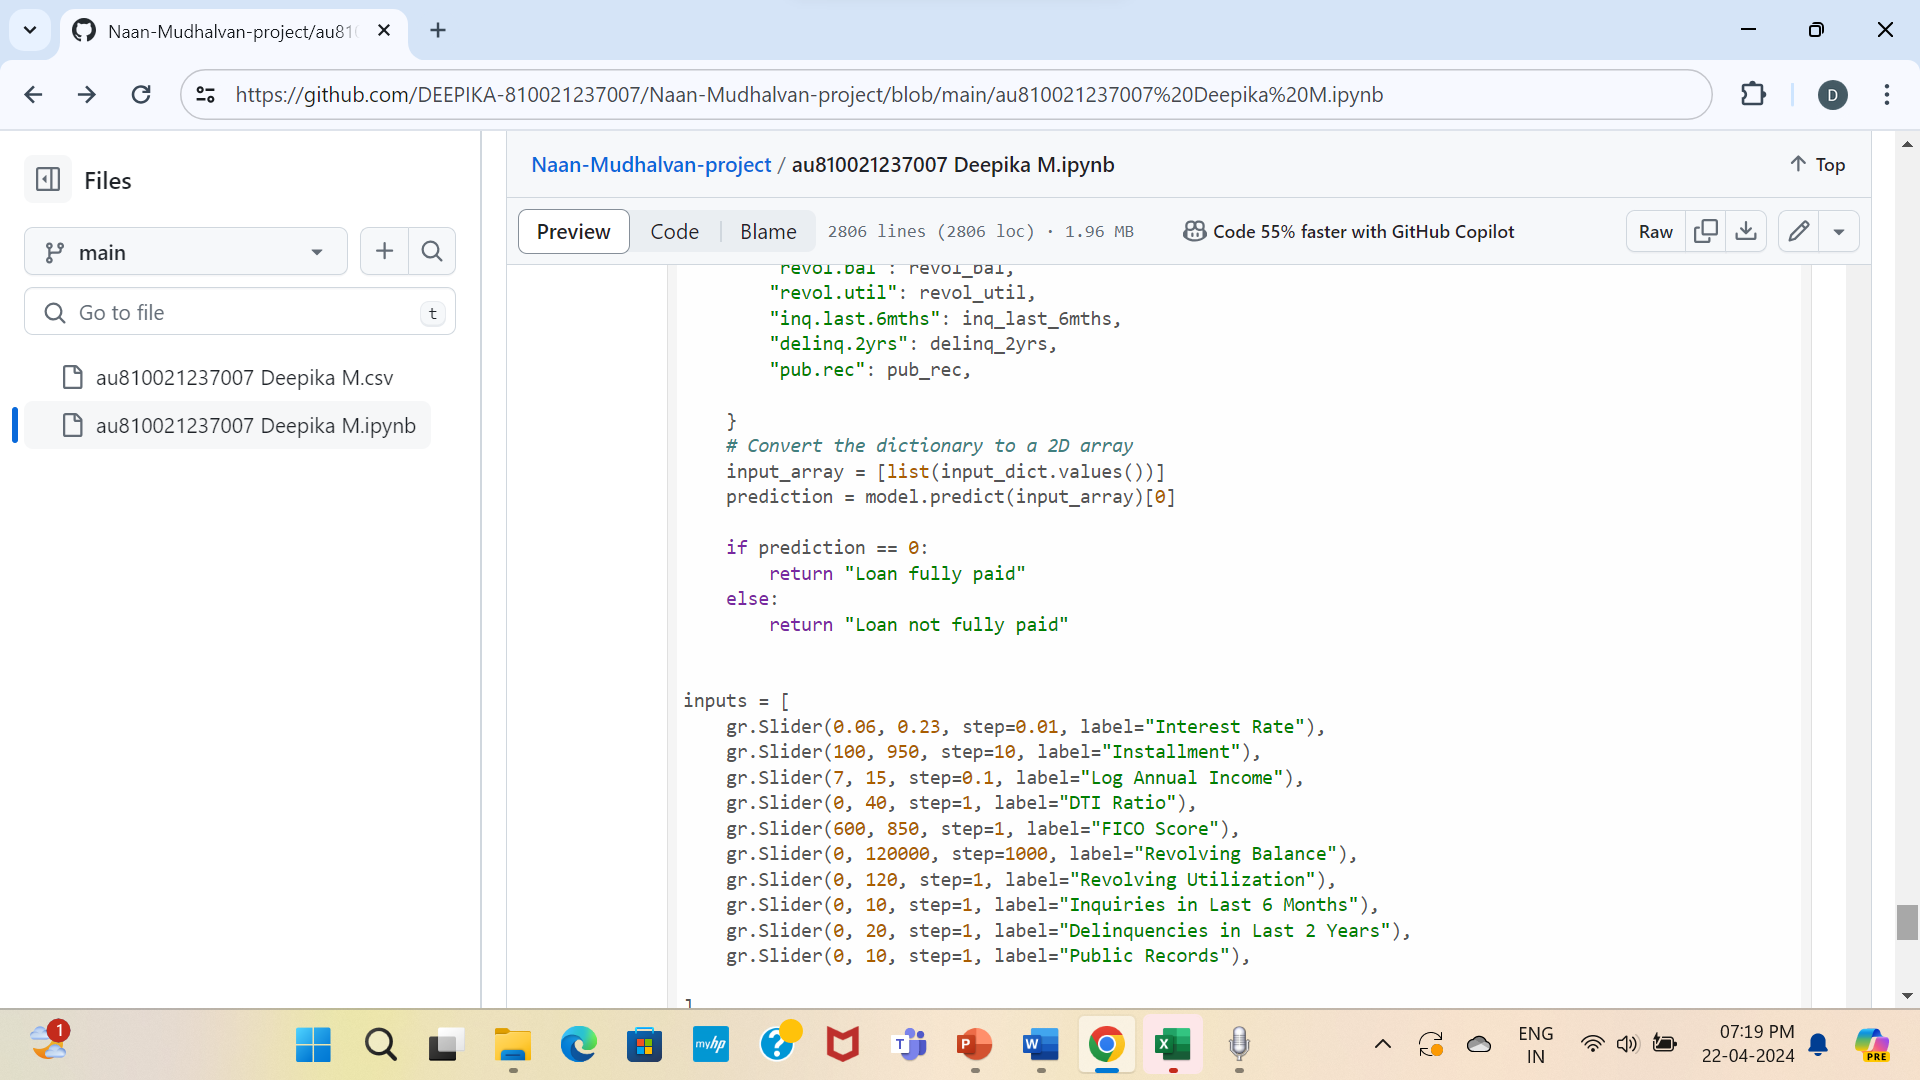 Naan-Mudhalvan-project/au810
https://github.com/DEEPIKA-810021237007/Naan-Mudhalvan-project/blob/main/au810021237007%20Deepika%20M.ipynb
D
Files
main
Go to file
t
au810021237007 Deepika M.csv
au810021237007 Deepika M.ipynb
Naan-Mudhalvan-project / au810021237007 Deepika M.ipynb
Top
Preview Code Blame 2806 lines (2806 loc) · 1.96 MB Code 55% faster with GitHub Copilot Raw
"revol.bal": revol_bal,
"revol.util": revol_util,
"inq.last.6mths": inq_last_6mths,
"delinq.2yrs": delinq_2yrs,
"pub.rec": pub_rec,
}
# Convert the dictionary to a 2D array
input_array = [list(input_dict.values())]
prediction = model.predict(input_array)[0]
if prediction == 0:
return "Loan fully paid"
else:
return "Loan not fully paid"
inputs = [
gr.Slider(0.06, 0.23, step=0.01, label="Interest Rate"),
gr.Slider(100, 950, step=10, label="Installment"),
gr.Slider(7, 15, step=0.1, label="Log Annual Income"),
gr.Slider(0, 40, step=1, label="DTI Ratio"),
gr.Slider(600, 850, step=1, label="FICO Score"),
gr.Slider(0, 120000, step=1000, label="Revolving Balance"),
gr.Slider(0, 120, step=1, label="Revolving Utilization"),
gr.Slider(0, 10, step=1, label="Inquiries in Last 6 Months"),
gr.Slider(0, 20, step=1, label="Delinquencies in Last 2 Years"),
gr.Slider(0, 10, step=1, label="Public Records"),
]
1
myhp
?
T
P
W
X
ENG
IN
07:19 PM
22-04-2024
PRE